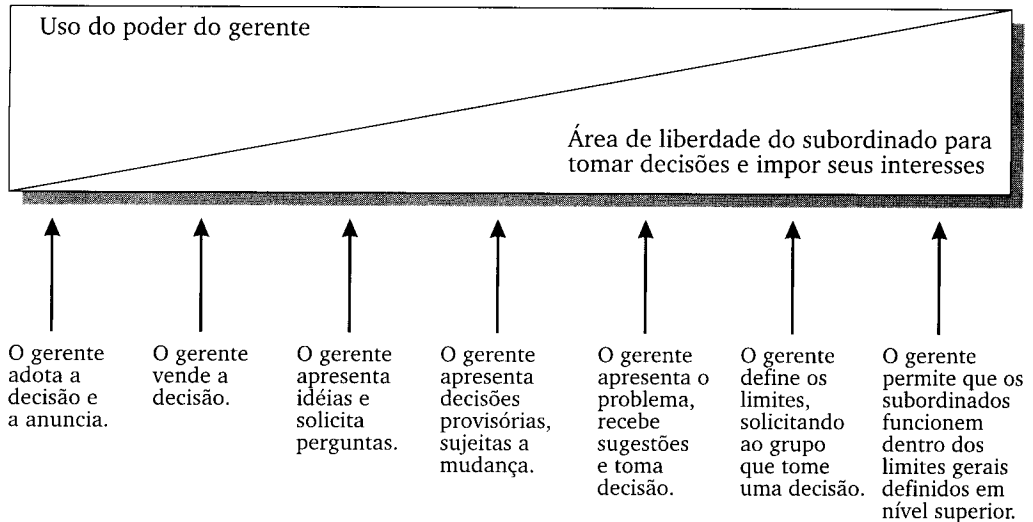 Uso do poder do gerente
Área de liberdade do subordinado para
tomar decisões e impor seus interesses
O gerente
adota a
decisão e
a anuncia.
O gerente
vende a
decisão.
O gerente
apresenta
idéias e
solicita
perguntas.
O gerente
apresenta
decisões
provisórias,
sujeitas a
mudança.
O gerente
apresenta o
problema,
recebe
sugestões
e toma
decisão.
O gerente
define os
limites,
solicitando
ao grupo
que tome
uma decisão.
O gerente
permite que os
subordinados
funcionem
dentro dos
limites gerais
definidos em
nível superior.